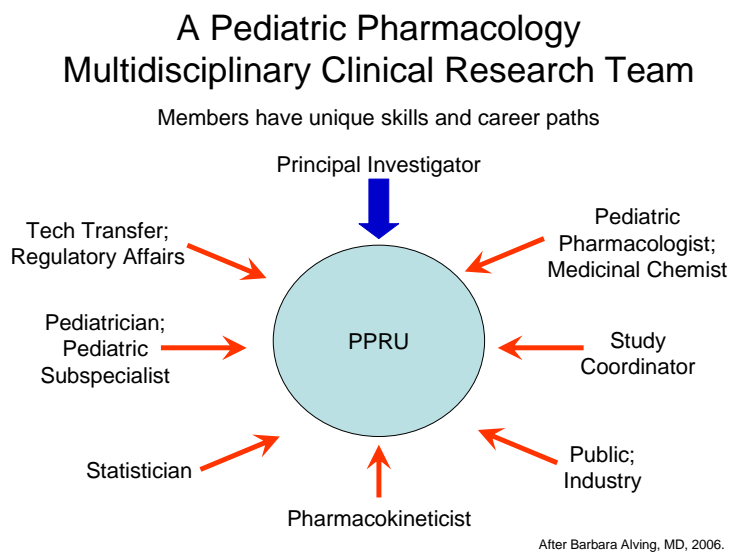 A Pediatric Pharmacology
Multidisciplinary Clinical Research Team
Members have unique skills and career paths
Principal Investigator
Tech Transfer;
Regulatory Affairs
Pediatric
Pharmacologist;
Medicinal Chemist
Pediatrician;
Pediatric
Subspecialist
PPRU
Study
Coordinator
Statistician
Public;
Industry
Pharmacokineticist
After Barbara Alving, MD, 2006.